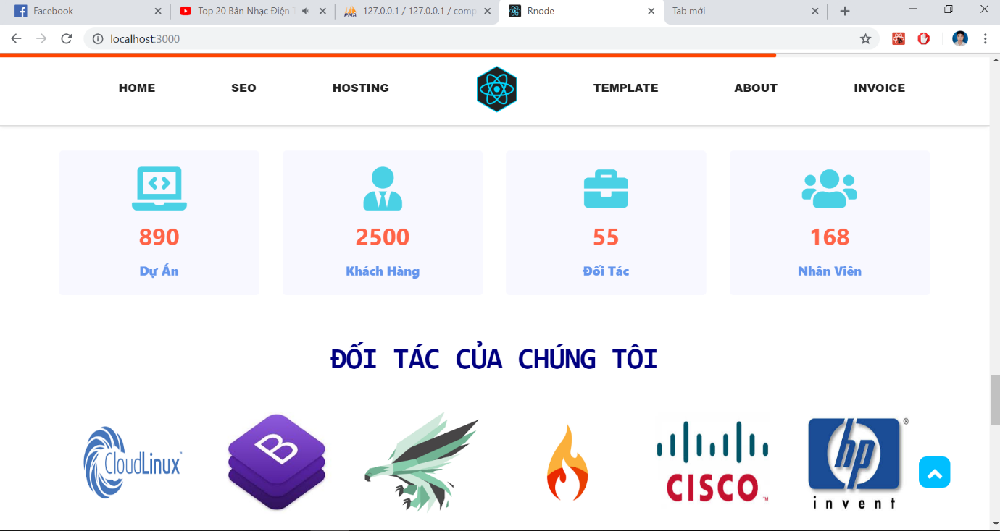 Facebook
Top 20 Bản Nhạc Điện
127.0.0.1 / 127.0.0.1 / comp
Rnode
Tab mới
localhost:3000
HOME
SEO
HOSTING
TEMPLATE
ABOUT
INVOICE
890
Dự Án
2500
Khách Hàng
55
Đối Tác
168
Nhân Viên
ĐỐI TÁC CỦA CHÚNG TÔI
CloudLinux™
B
CISCO™
hp®
invent